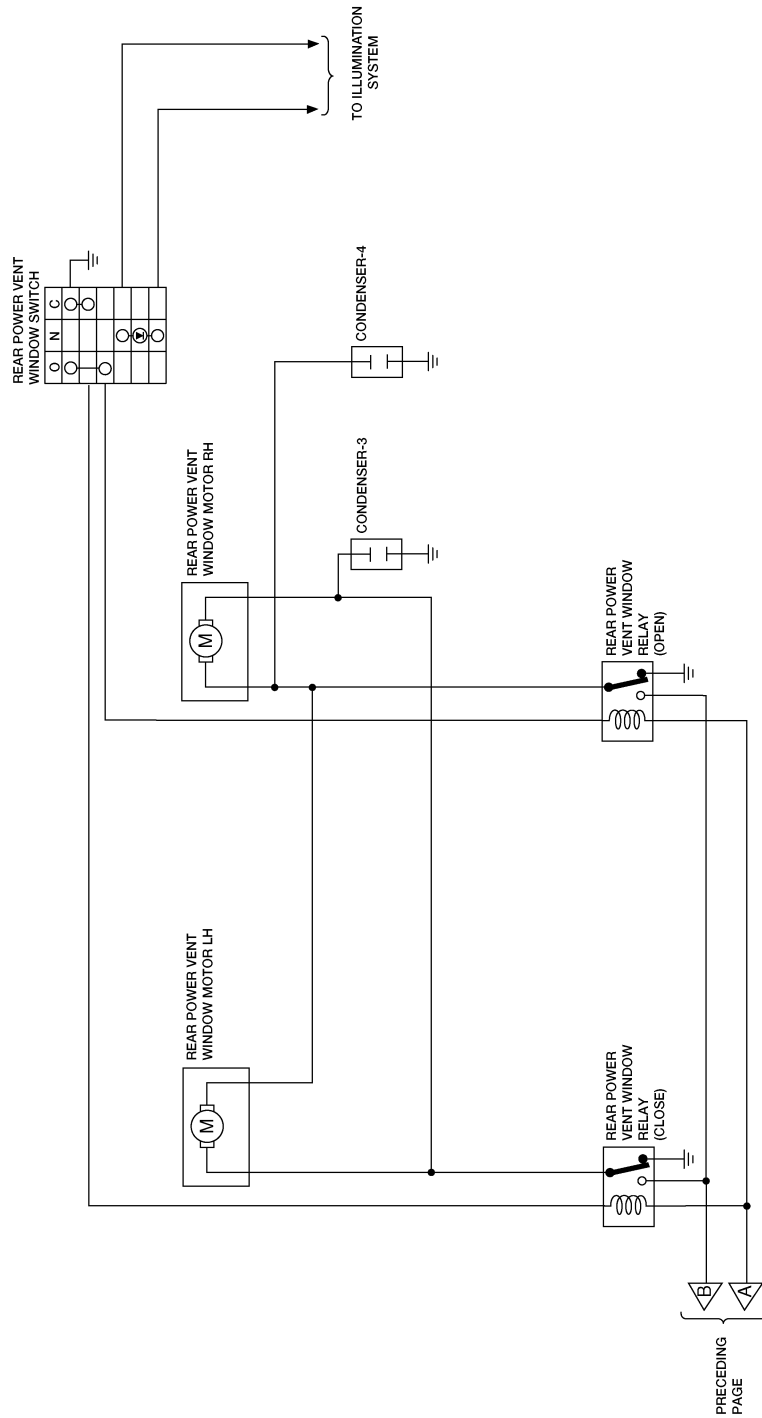 PRECEDING
PAGE
B
A
REAR POWER VENT
WINDOW MOTOR LH
M
REAR POWER
VENT WINDOW
RELAY
(CLOSE)
REAR POWER VENT
WINDOW MOTOR RH
M
REAR POWER
VENT WINDOW
RELAY
(OPEN)
CONDENSER-3
CONDENSER-4
REAR POWER VENT
WINDOW SWITCH
O N C
TO ILLUMINATION
SYSTEM